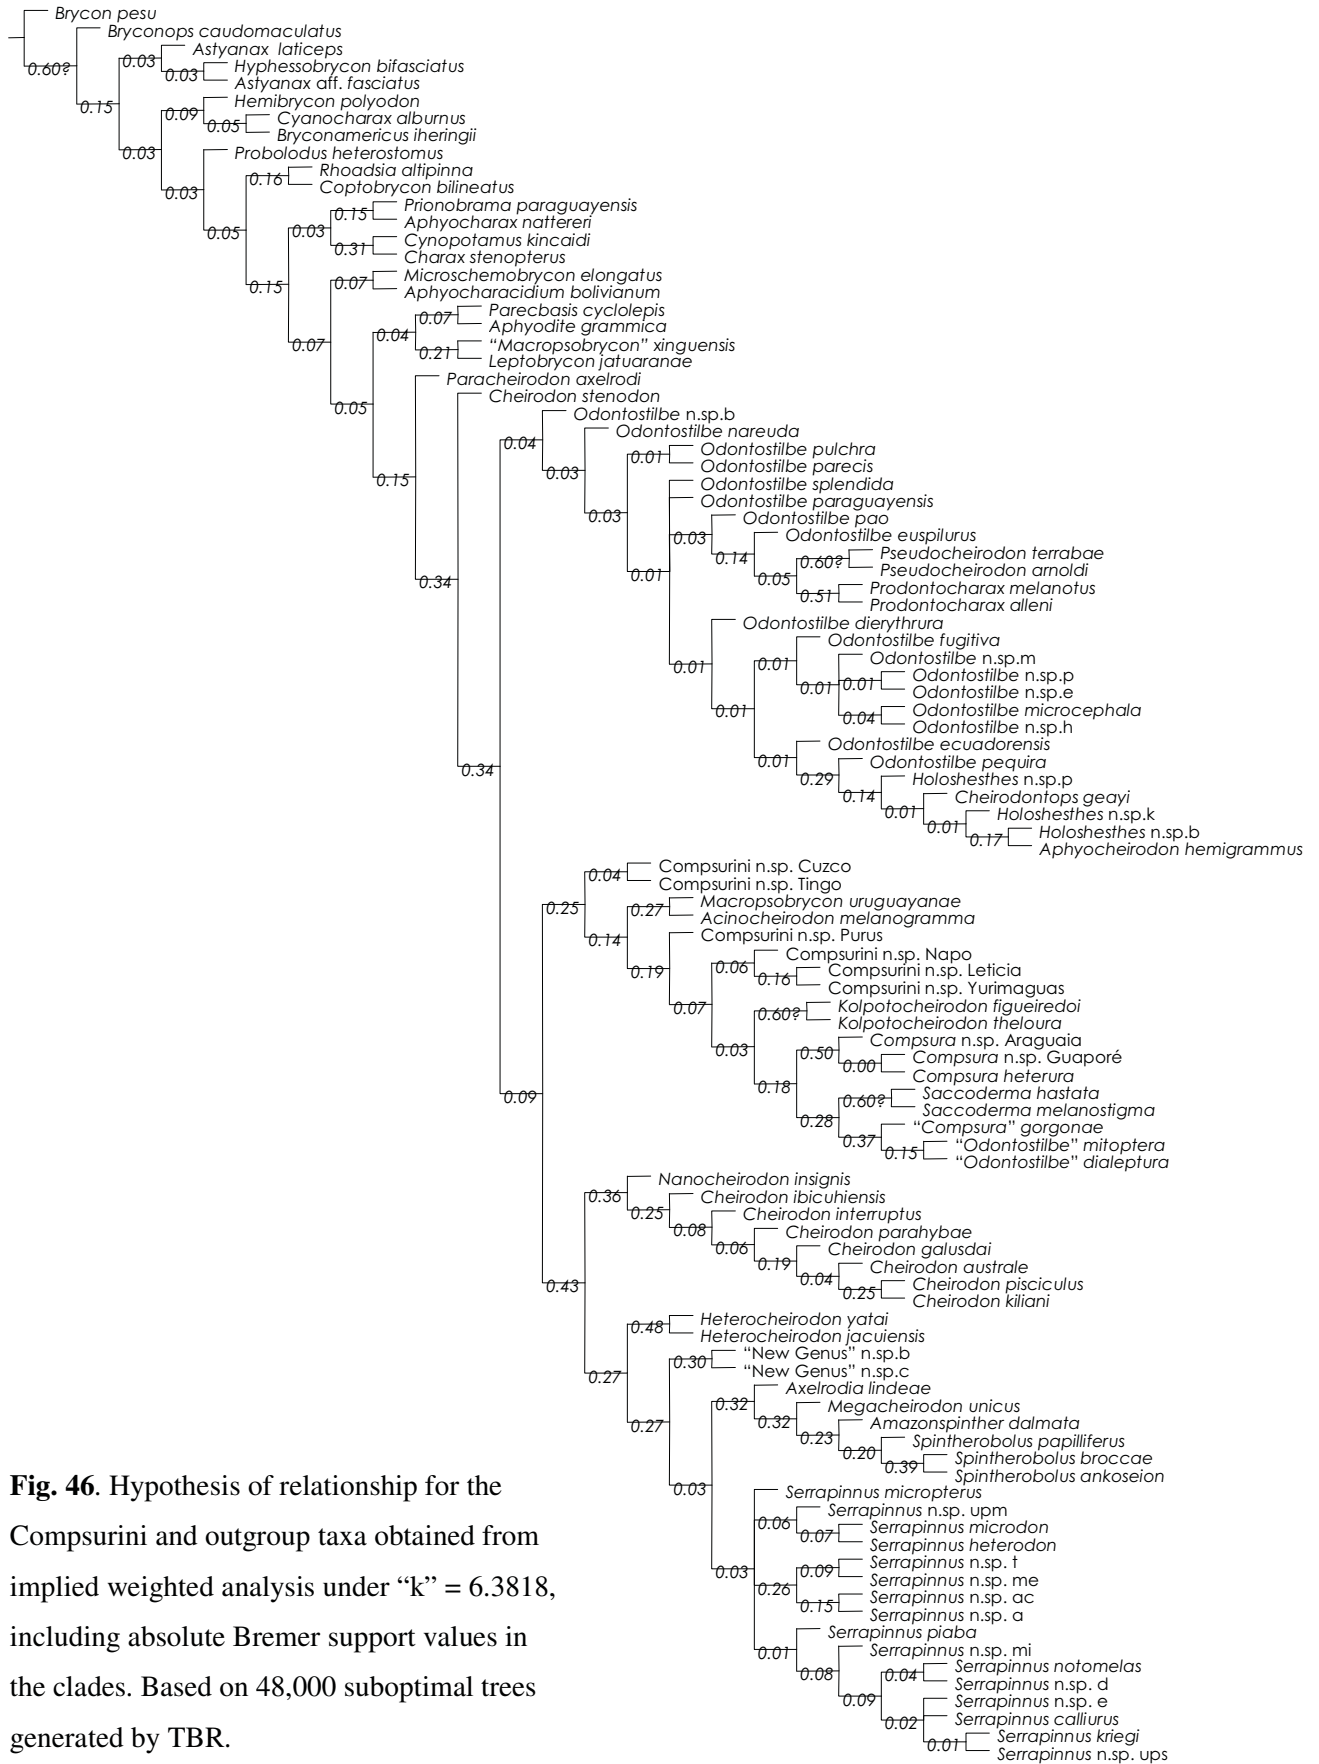 Brycon pesu
Bryconops caudomaculatus
Astyanax laticeps
0.03
0.60?
Hyphessobrycon bifasciatus
0.03
Astyanax aff. fasciatus
Hemibrycon polyodon
0.15
0.09
Cyanocharax alburnus
0.05
Bryconamericus iheringii
0.03
Probolodus heterostomus
Rhoadsia altipinna
0.16
Coptobrycon bilineatus
0.03
Prionobrama paraguayensis
0.15
Aphyocharax nattereri
0.03
0.05
Cynopotamus kincaidi
0.31
Charax stenopterus
Microschemobrycon elongatus
0.07
0.15
Aphyocharacidium bolivianum
Parecbasis cyclolepis
0.07
Aphyodite grammica
0.04
0.07
“Macropsobrycon” xinguensis
0.21
Leptobrycon jatuaranae
Paracheirodon axelrodi
Cheirodon stenodon
0.05
Odontostilbe n.sp.b
Odontostilbe nareuda
0.04
Odontostilbe pulchra
0.01
Odontostilbe parecis
0.03
0.15
Odontostilbe splendida
Odontostilbe paraguayensis
0.03
Odontostilbe pao
Odontostilbe euspilurus
0.03
Pseudocheirodon terrabae
0.14
0.60?
Pseudocheirodon arnoldi
0.01
0.05
0.34
Prodontocharax melanotus
0.51
Prodontocharax alleni
Odontostilbe dierythrura
Odontostilbe fugitiva
Odontostilbe n.sp.m
0.01
0.01
Odontostilbe n.sp.p
0.01
0.01
Odontostilbe n.sp.e
0.01
Odontostilbe microcephala
0.04
Odontostilbe n.sp.h
Odontostilbe ecuadorensis
0.01
Odontostilbe pequira
0.34
0.29
Holoshesthes n.sp.p
0.14
Cheirodontops geayi
0.01
Holoshesthes n.sp.k
0.01
Holoshesthes n.sp.b
0.17
Aphyocheirodon hemigrammus
Compsurini n.sp. Cuzco
0.04
Compsurini n.sp. Tingo
Macropsobrycon uruguayanae
0.25
0.27
Acinocheirodon melanogramma
Compsurini n.sp. Purus
0.14
Compsurini n.sp. Napo
0.19
0.06
Compsurini n.sp. Leticia
0.16
Compsurini n.sp. Yurimaguas
0.07
Kolpotocheirodon figueiredoi
0.60?
Kolpotocheirodon theloura
Compsura n.sp. Araguaia
0.03
0.50
Compsura n.sp. Guaporé
0.00
Compsura heterura
0.18
Saccoderma hastata
0.09
0.60?
Saccoderma melanostigma
0.28
“Compsura” gorgonae
0.37
“Odontostilbe” mitoptera
0.15
“Odontostilbe” dialeptura
Nanocheirodon insignis
0.36
Cheirodon ibicuhiensis
0.25
Cheirodon interruptus
0.08
Cheirodon parahybae
0.06
Cheirodon galusdai
0.19
Cheirodon australe
0.04
0.43
Cheirodon pisciculus
0.25
Cheirodon kiliani
Heterocheirodon yatai
0.48
Heterocheirodon jacuiensis
“New Genus” n.sp.b
0.30
“New Genus” n.sp.c
0.27
Axelrodia lindeae
0.32
Megacheirodon unicus
0.32
0.27
Amazonspinther dalmata
0.23
Spintherobolus papilliferus
0.20
Spintherobolus broccae
0.39
Spintherobolus ankoseion
0.03
Serrapinnus micropterus
Serrapinnus n.sp. upm
0.06
Serrapinnus microdon
0.07
Serrapinnus heterodon
0.03
Serrapinnus n.sp. t
0.09
Serrapinnus n.sp. me
0.26
Serrapinnus n.sp. ac
0.15
Serrapinnus n.sp. a
Serrapinnus piaba
0.01
Serrapinnus n.sp. mi
0.08
Serrapinnus notomelas
0.04
Serrapinnus n.sp. d
0.09
Serrapinnus n.sp. e
Serrapinnus calliurus
0.02
Serrapinnus kriegi
0.01
Serrapinnus n.sp. ups
Fig. 46. Hypothesis of relationship for the
Compsurini and outgroup taxa obtained from
implied weighted analysis under “k” = 6.3818,
including absolute Bremer support values in
the clades. Based on 48,000 suboptimal trees
generated by TBR.